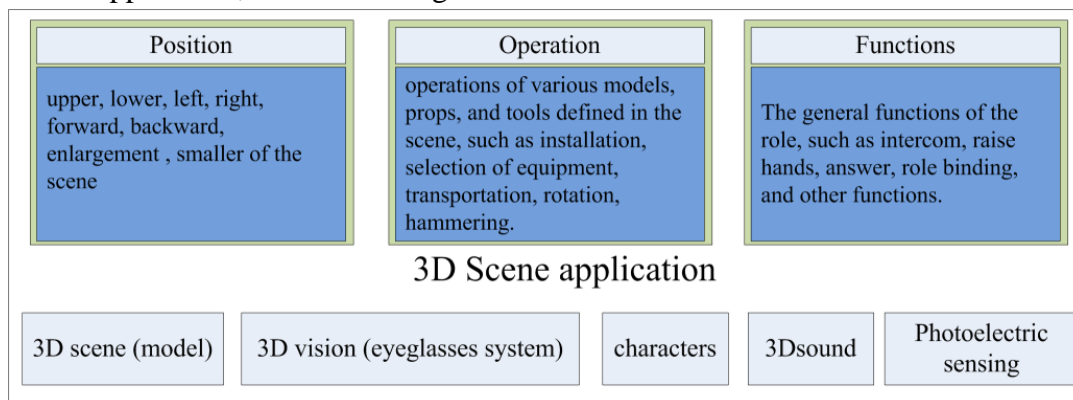 Position
upper, lower, left, right,
forward, backward,
enlargement , smaller of the
scene
Operation
operations of various models,
props, and tools defined in the
scene, such as installation,
selection of equipment,
transportation, rotation,
hammering.
Functions
The general functions of the
role, such as intercom, raise
hands, answer, role binding,
and other functions.
3D Scene application
3D scene (model)
3D vision (eyeglasses system)
characters
3Dsound
Photoelectric
sensing